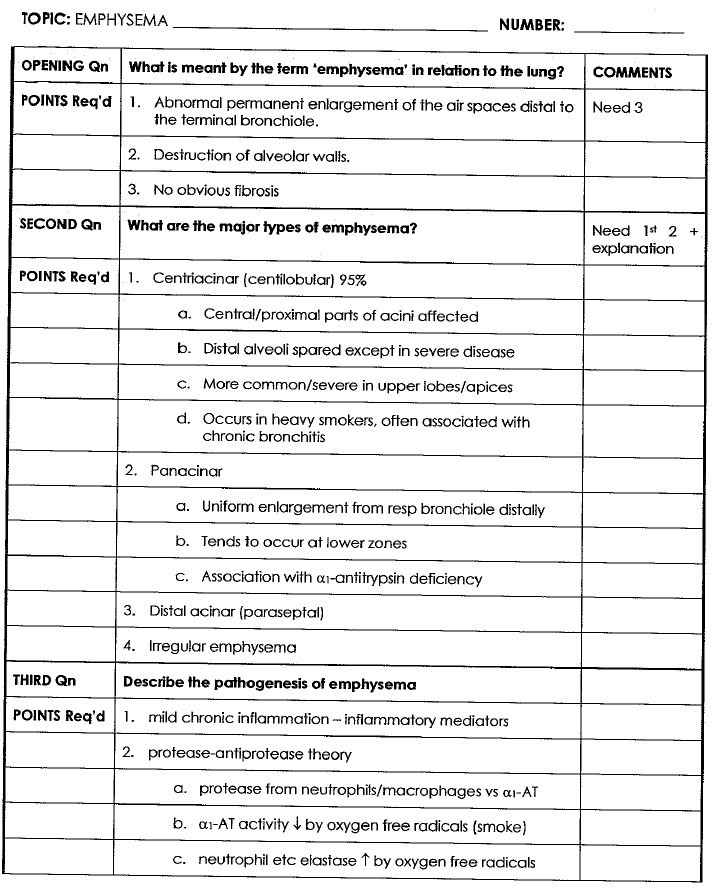 TOPIC: EMPHYSEMA NUMBER:
OPENING Qn What is meant by the term 'emphysema' in relation to the lung? COMMENTS
POINTS Req'd 1. Abnormal permanent enlargement of the air spaces distal to Need 3
the terminal bronchiole.
2. Destruction of alveolar walls.
3. No obvious fibrosis
SECOND Qn What are the major types of emphysema? Need 1st 2 +
explanation
POINTS Req'd 1. Centriacinar (centilobular) 95%
a. Central/proximal parts of acini affected
b. Distal alveoli spared except in severe disease
c. More common/severe in upper lobes/apices
d. Occurs in heavy smokers, often associated with
chronic bronchitis
2. Panacinar
a. Uniform enlargement from resp bronchiole distally
b. Tends to occur at lower zones
c. Association with α1-antitrypsin deficiency
3. Distal acinar (paraseptal)
4. Irregular emphysema
THIRD Qn Describe the pathogenesis of emphysema
POINTS Req'd 1. mild chronic inflammation – inflammatory mediators
2. protease-antiprotease theory
a. protease from neutrophils/macrophages vs α1-AT
b. α1-AT activity ↓ by oxygen free radicals (smoke)
c. neutrophil etc elastase ↑ by oxygen free radicals